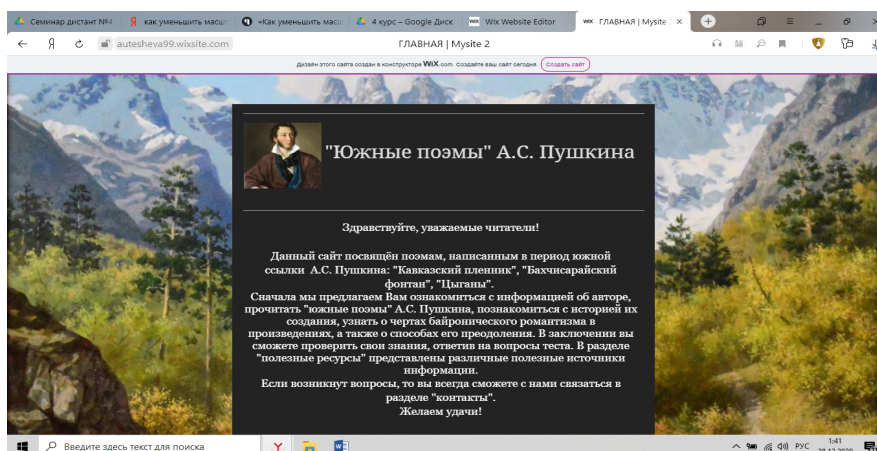 Семинар дистант №4
как уменьшить масшт
«Как уменьшить масш
4 курс – Google Диск
Wix Website Editor
ГЛАВНАЯ | Mysite
autesheva99.wixsite.com
ГЛАВНАЯ | Mysite 2
Дизайн этого сайта создан в конструкторе WiX.com. Создайте ваш сайт сегодня.
Создать сайт
"Южные поэмы" А.С. Пушкина
Здравствуйте, уважаемые читатели!
Данный сайт посвящён поэмам, написанным в период южной
ссылки А.С. Пушкина: "Кавказский пленник", "Бахчисарайский
фонтан", "Цыганы".
Сначала мы предлагаем Вам ознакомиться с информацией об авторе,
прочитать "южные поэмы" А.С. Пушкина, познакомиться с историей их
создания, узнать о чертах байронического романтизма в
произведениях, а также о способах его преодоления. В заключении вы
сможете проверить свои знания, ответив на вопросы теста. В разделе
"полезные ресурсы" представлены различные полезные источники
информации.
Если возникнут вопросы, то вы всегда сможете с нами связаться в
разделе "контакты".
Желаем удачи!
Введите здесь текст для поиска
РУС
1:41